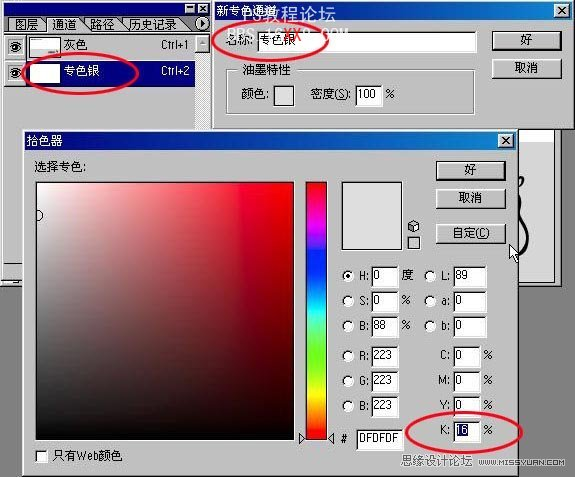 图层 通道 路径 历史记录
灰色 Ctrl+1
专色银 Ctrl+2
新专色通道
PS教程论坛
名称: 专色银
好
取消
油墨特性
颜色: 密度(S): 100 %
拾色器
选择专色:
好
取消
自定(C)
H: 0 度 L: 89
S: 0 % a: 0
B: 88 % b: 0
R: 223 C: 0 %
G: 223 M: 0 %
B: 223 Y: 0 %
# DFDFDF K: 16 %
只有Web颜色
思缘设计论坛 WWW.MISSYUAN.COM